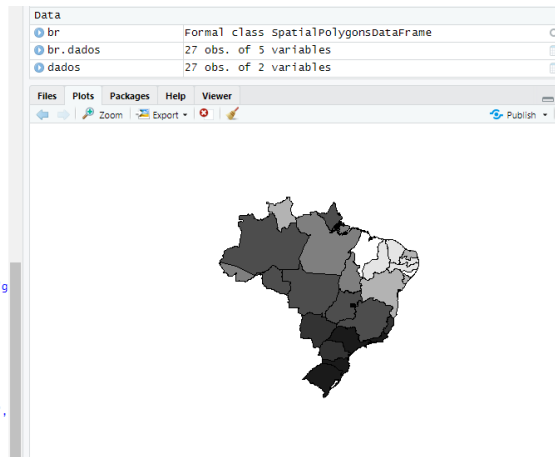 Data
br Formal class SpatialPolygonsDataFrame
br.dados 27 obs. of 5 variables
dados 27 obs. of 2 variables
Files Plots Packages Help Viewer
Zoom Export Publish
g
,